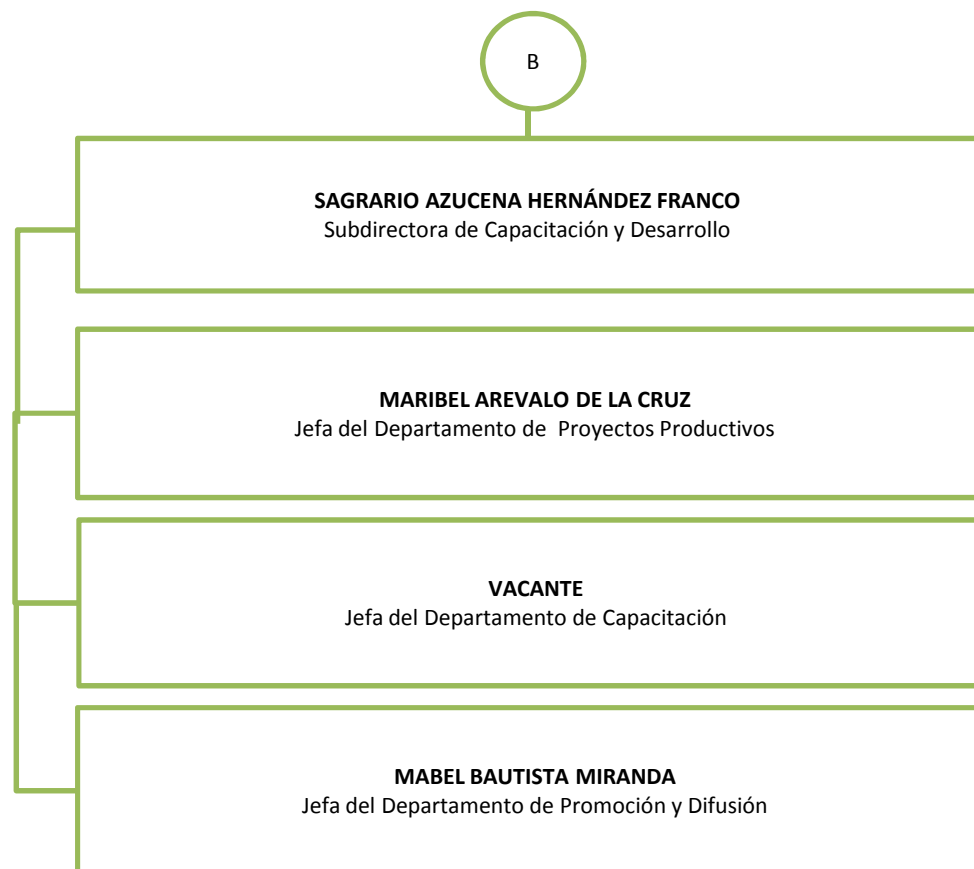 B
SAGRARIO AZUCENA HERNÁNDEZ FRANCO
Subdirectora de Capacitación y Desarrollo
MARIBEL AREVALO DE LA CRUZ
Jefa del Departamento de  Proyectos Productivos
VACANTE
Jefa del Departamento de Capacitación
MABEL BAUTISTA MIRANDA
Jefa del Departamento de Promoción y Difusión